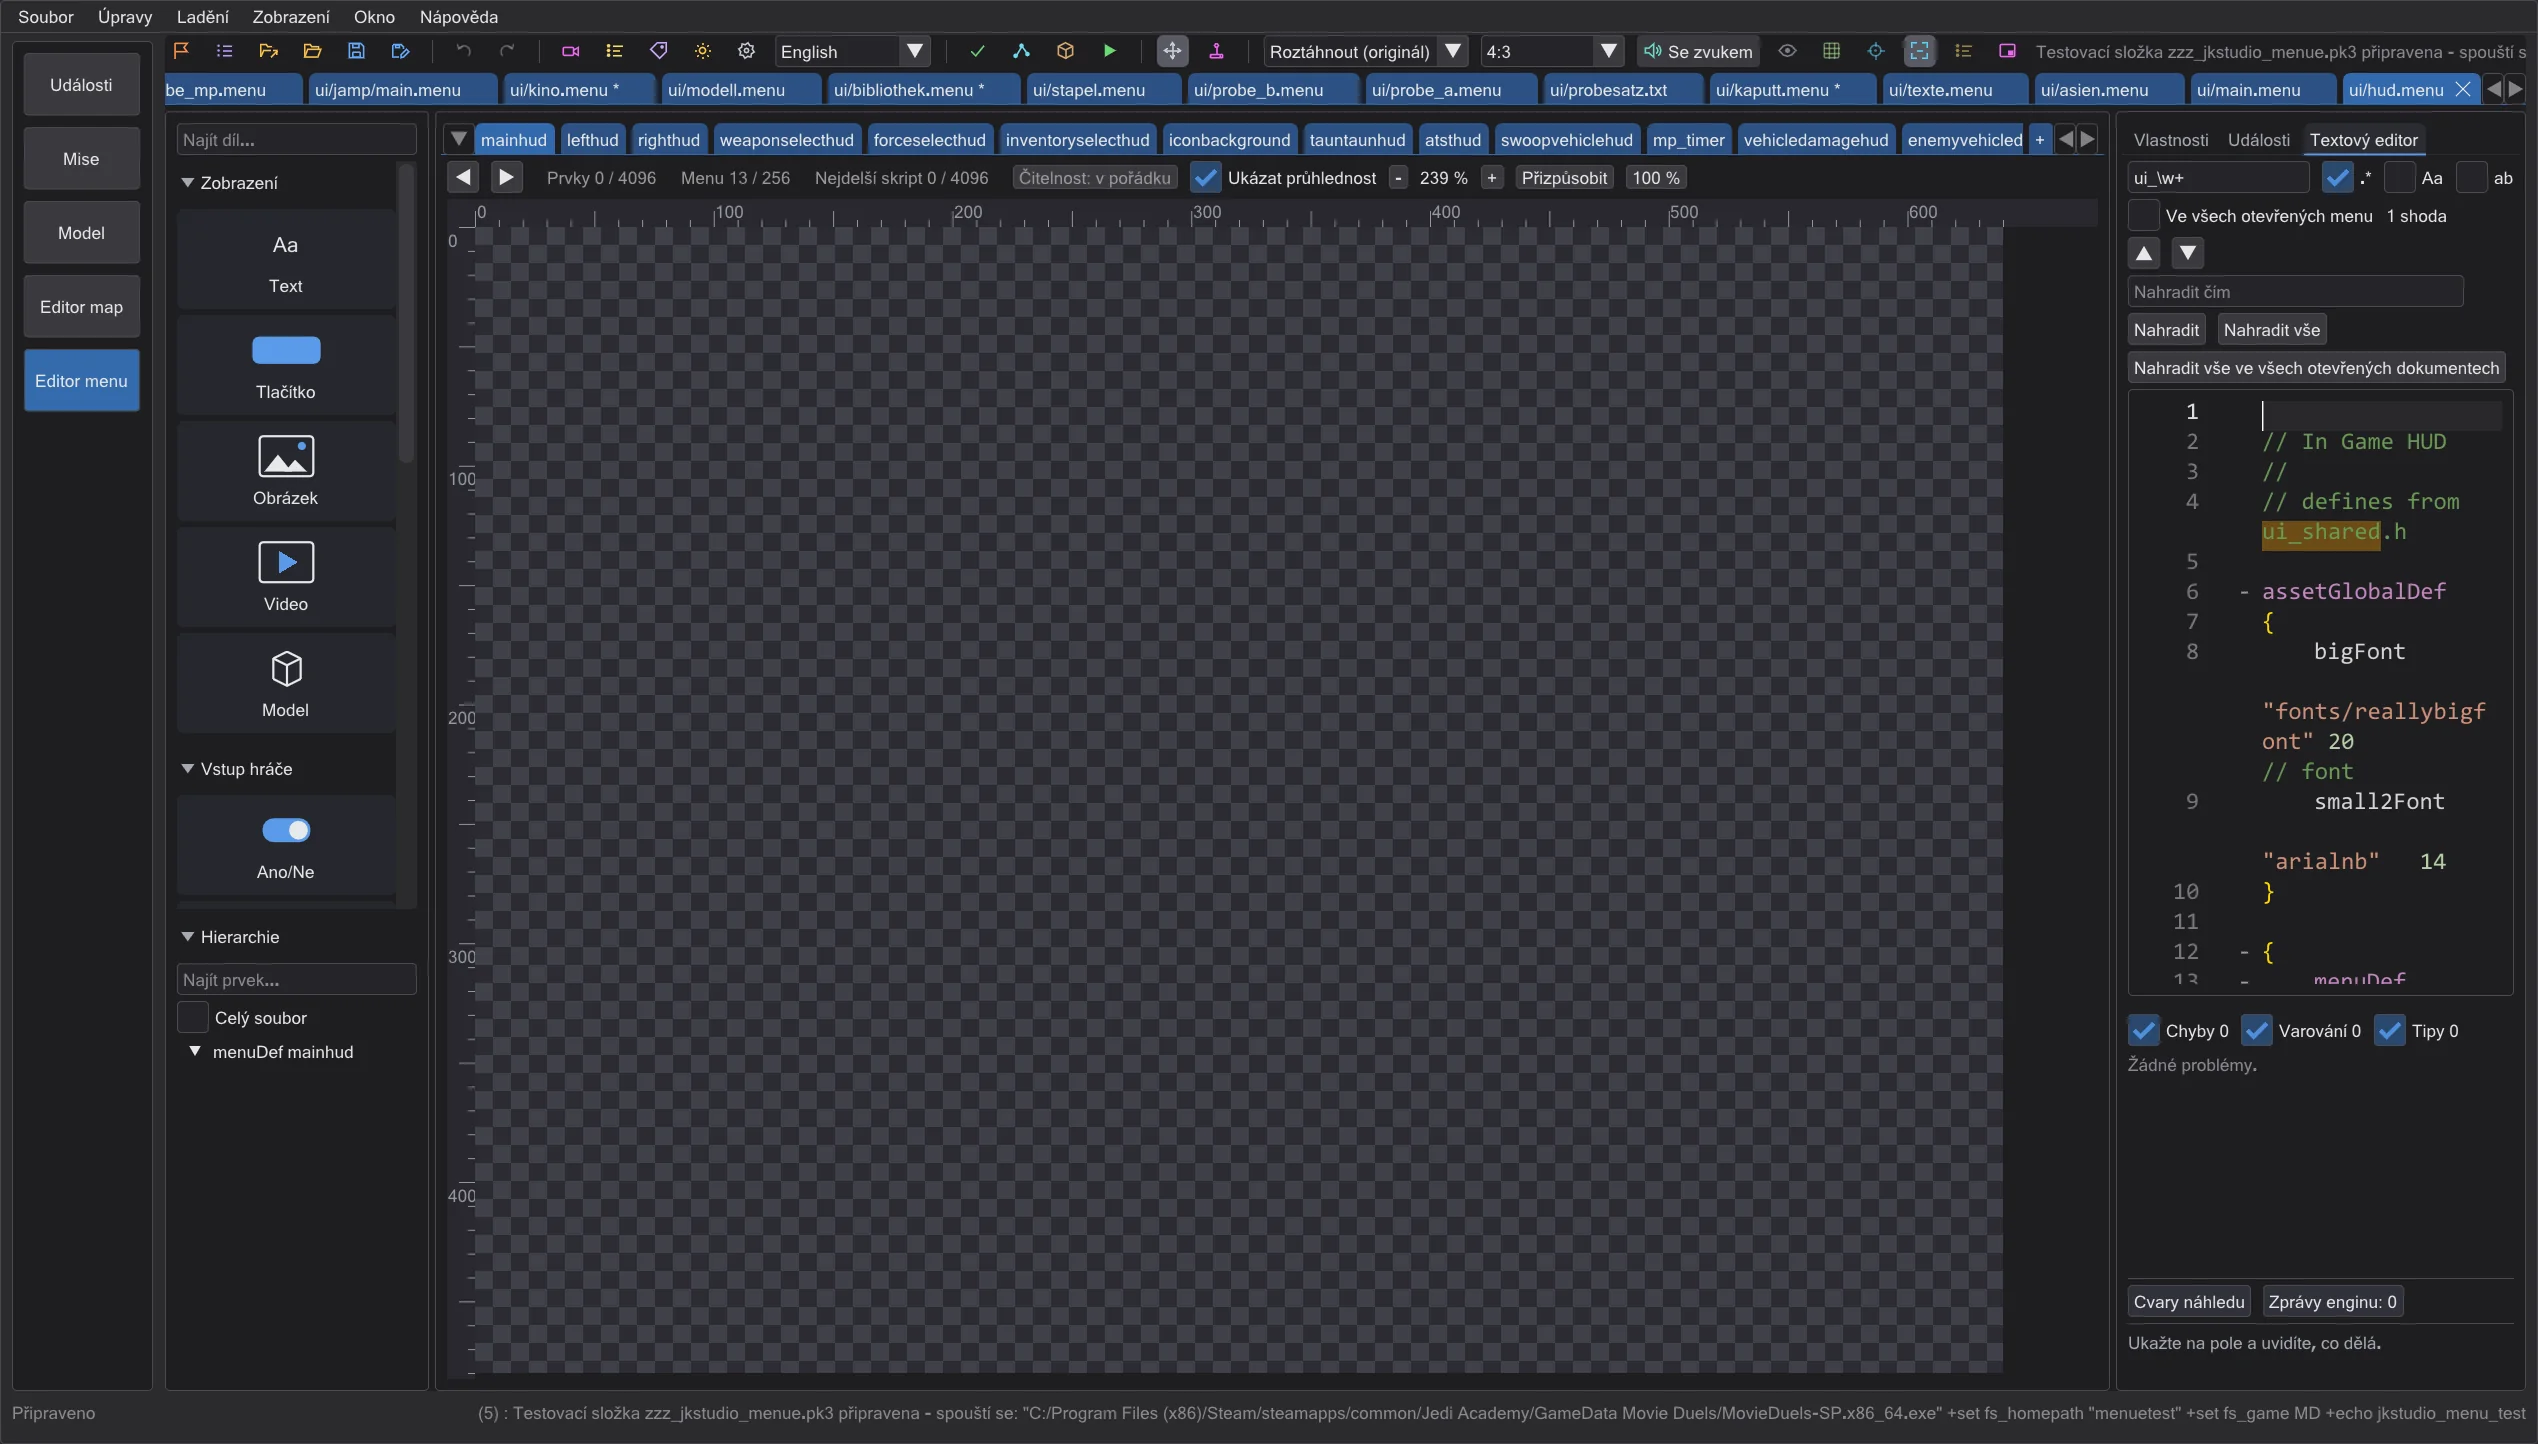 Soubor Úpravy Ladění Zobrazení Okno Nápověda
English Roztáhnout (originál) 4:3 Se zvukem Testovací složka zzz_jkstudio_menue.pk3 připravena - spouští s
be_mp.menu ui/jamp/main.menu ui/kino.menu * ui/modell.menu ui/bibliothek.menu * ui/stapel.menu ui/probe_b.menu ui/probe_a.menu ui/probesatz.txt ui/kaputt.menu * ui/texte.menu ui/asien.menu ui/main.menu ui/hud.menu
Události
Mise
Model
Editor map
Editor menu
Najít díl...
Zobrazení
Aa
Text
Tlačítko
Obrázek
Video
Model
Vstup hráče
Ano/Ne
Hierarchie
Najít prvek...
Celý soubor
menuDef mainhud
mainhud lefthud righthud weaponselecthud forceselecthud inventoryselecthud iconbackground tauntaunhud atsthud swoopvehiclehud mp_timer vehicledamagehud enemyvehicled +
Prvky 0 / 4096 Menu 13 / 256 Nejdelší skript 0 / 4096 Čitelnost: v pořádku Ukázat průhlednost - 239 % + Přizpůsobit 100 %
0 100 200 300 400 500 600
0
100
200
300
400
Vlastnosti Události Textový editor
ui_\w+ .* Aa ab
Ve všech otevřených menu 1 shoda
Nahradit čím
Nahradit Nahradit vše
Nahradit vše ve všech otevřených dokumentech
1
2 // In Game HUD
3 //
4 // defines from
ui_shared.h
5
6 - assetGlobalDef
7 {
8 bigFont
"fonts/reallybigf
ont" 20
// font
9 small2Font
"arialnb" 14
10 }
11
12 - {
13 - menuDef
Chyby 0 Varování 0 Tipy 0
Žádné problémy.
Cvary náhledu Zprávy enginu: 0
Ukažte na pole a uvidíte, co dělá.
Připraveno (5) : Testovací složka zzz_jkstudio_menue.pk3 připravena - spouští se: "C:/Program Files (x86)/Steam/steamapps/common/Jedi Academy/GameData Movie Duels/MovieDuels-SP.x86_64.exe" +set fs_homepath "menuetest" +set fs_game MD +echo jkstudio_menu_test